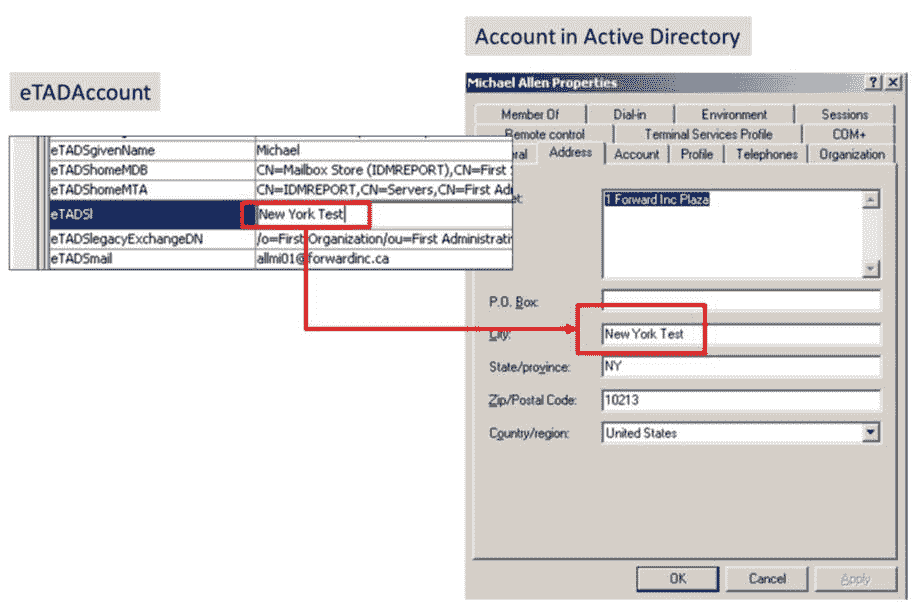 Account in Active Directory
eTADAccount
eTADSgivenName Michael
eTADShomeMDB CN=Mailbox Store (IDMREPORT),CN=First
eTADShomeMTA CN=IDMREPORT,CN=Servers,CN=First
eTADSl New York Test
eTADSlegacyExchangeDN /o=First Organization/ou=First
eTADSmail allmi01@forwardinc.ca
Michael Allen Properties
Member Of Dial-in Environment Sessions
Remote control Terminal Services Profile COM+
Address Account Profile Telephones Organization
1 Forward Inc Plaza
P.O. Box:
City: New York Test
State/province: NY
Zip/Postal Code: 10213
Country/region: United States
OK Cancel Apply